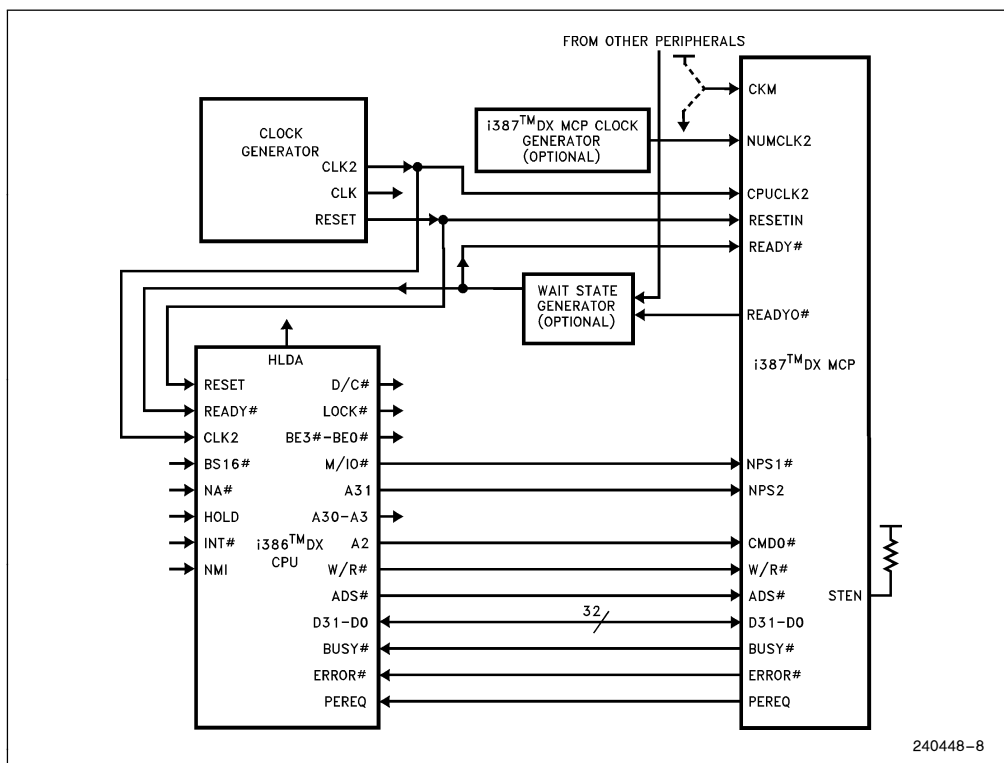 FROM OTHER PERIPHERALS
CLOCK
GENERATOR
CLK2
CLK
RESET
i387™DX MCP CLOCK
GENERATOR
(OPTIONAL)
WAIT STATE
GENERATOR
(OPTIONAL)
CKM
NUMCLK2
CPUCLK2
RESETIN
READY#
READYO#
i387™DX MCP
NPS1#
NPS2
CMD0#
W/R#
ADS#
STEN
D31-D0
BUSY#
ERROR#
PEREQ
HLDA
RESET
READY#
CLK2
BS16#
NA#
HOLD
INT#
NMI
i386™DX
CPU
D/C#
LOCK#
BE3#-BE0#
M/IO#
A31
A30-A3
A2
W/R#
ADS#
D31-D0
BUSY#
ERROR#
PEREQ
32
240448-8